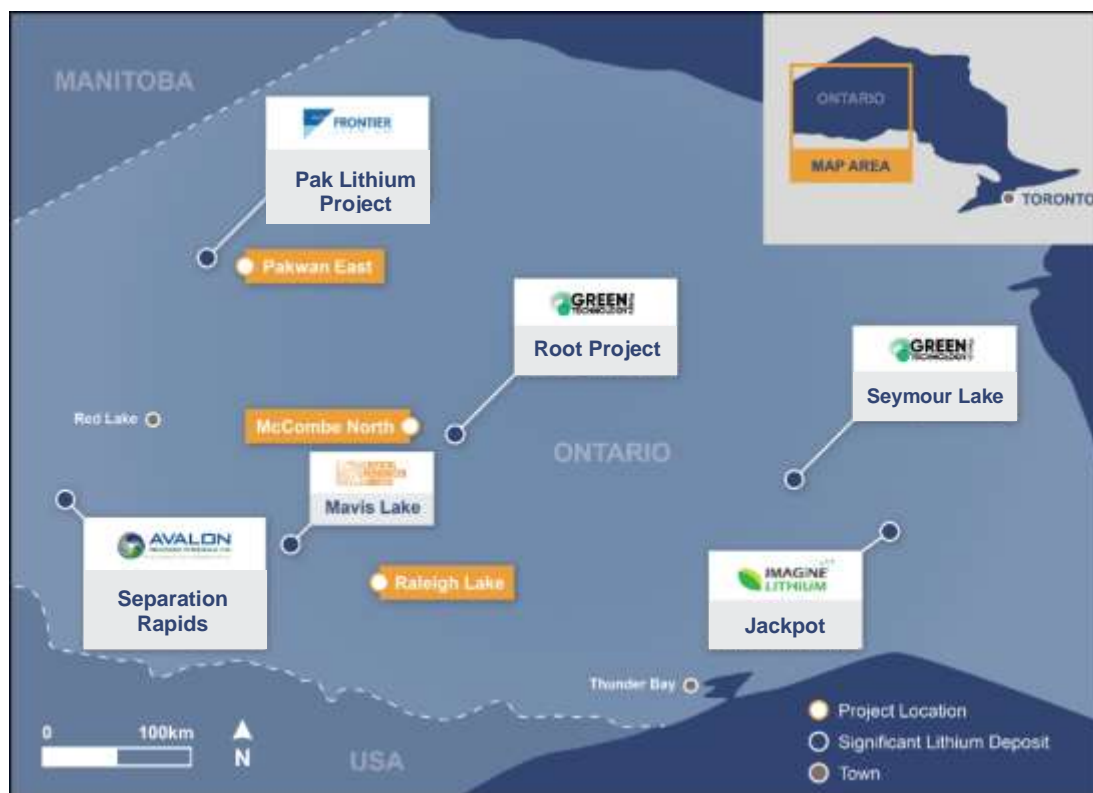 MANITOBA
FRONTIER
Pak Lithium
Project
Pakwan East
ONTARIO
MAP AREA
TORONTO
GREEN
TECHNOLOGY
Root Project
GREEN
TECHNOLOGY
Seymour Lake
Red Lake
McCombe North
ONTARIO
Mavis Lake
AVALON
Separation
Rapids
Raleigh Lake
IMAGINE
LITHIUM
Jackpot
Thunder Bay
0 100km
N
USA
Project Location
Significant Lithium Deposit
Town